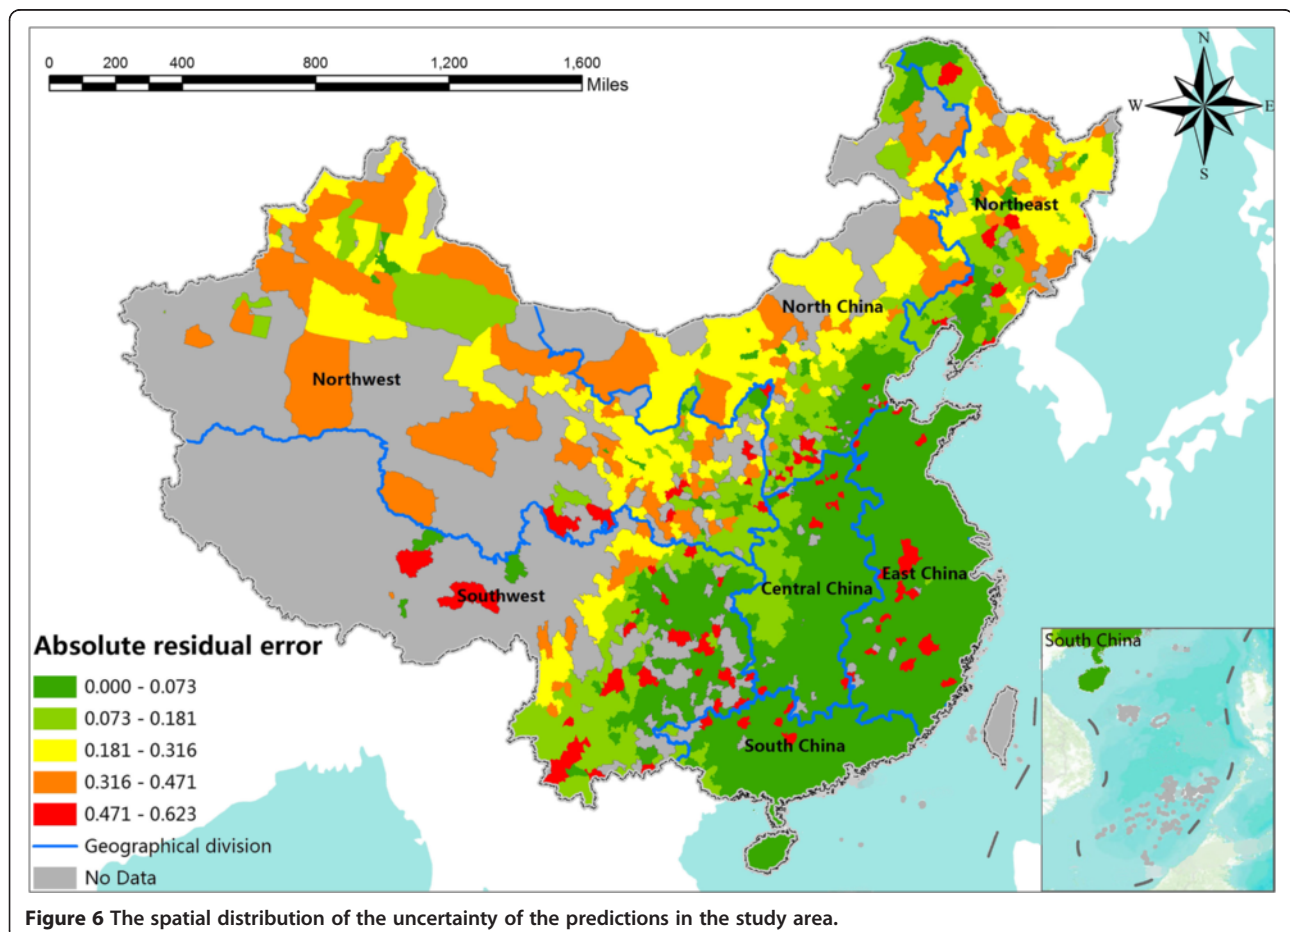 0 200 400 800 1,200 1,600
Miles
N
W E
S
Northeast
North China
Northwest
Southwest
Central China
East China
South China
South China
Absolute residual error
0.000 - 0.073
0.073 - 0.181
0.181 - 0.316
0.316 - 0.471
0.471 - 0.623
Geographical division
No Data
Figure 6 The spatial distribution of the uncertainty of the predictions in the study area.